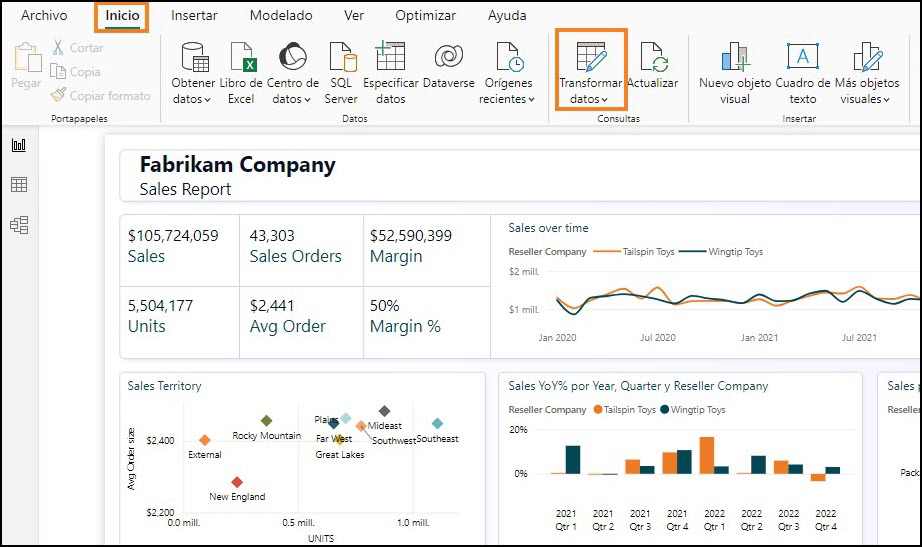 Archivo Inicio Insertar Modelado Ver Optimizar Ayuda
Pegar
Cortar
Copia
Copiar formato
Portapapeles
Obtener
datos
Libro de
Excel
Centro de
datos
SQL
Server
Especificar
datos
Dataverse
Orígenes
recientes
Datos
Transformar
datos
Actualizar
Consultas
Nuevo objeto
visual
Cuadro de
texto
Más objetos
visuales
Insertar
Fabrikam Company
Sales Report
$105,724,059
Sales
43,303
Sales Orders
$52,590,399
Margin
5,504,177
Units
$2,441
Avg Order
50%
Margin %
Sales over time
Reseller Company Tailspin Toys Wingtip Toys
$2 mill.
$1 mill.
Jan 2020 Jul 2020 Jan 2021 Jul 2021
Sales Territory
Avg Order size
$2,400
$2,200
External
Rocky Mountain
New England
Plains
Far West
Great Lakes
Mideast
Southwest
Southeast
0.0 mill. 0.5 mill. 1.0 mill.
UNITS
Sales YoY% por Year, Quarter y Reseller Company
Reseller Company Tailspin Toys Wingtip Toys
20%
0%
2021 2021 2021 2021 2022 2022 2022 2022
Qtr 1 Qtr 2 Qtr 3 Qtr 4 Qtr 1 Qtr 2 Qtr 3 Qtr 4
Sales p
Reselle
Pack